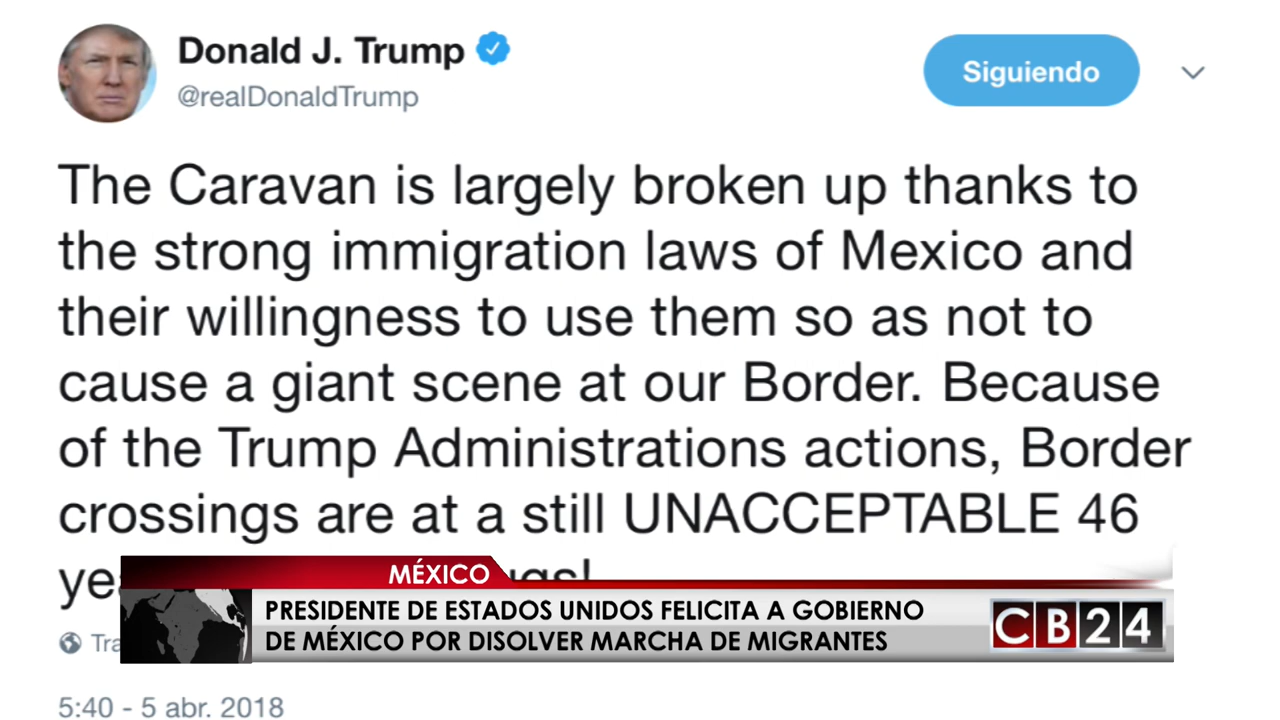 Donald J. Trump
@realDonaldTrump
Siguiendo
The Caravan is largely broken up thanks to
the strong immigration laws of Mexico and
their willingness to use them so as not to
cause a giant scene at our Border. Because
of the Trump Administrations actions, Border
crossings are at a still UNACCEPTABLE 46
MÉXICO
PRESIDENTE DE ESTADOS UNIDOS FELICITA A GOBIERNO
DE MÉXICO POR DISOLVER MARCHA DE MIGRANTES
CB24
5:40 - 5 abr. 2018